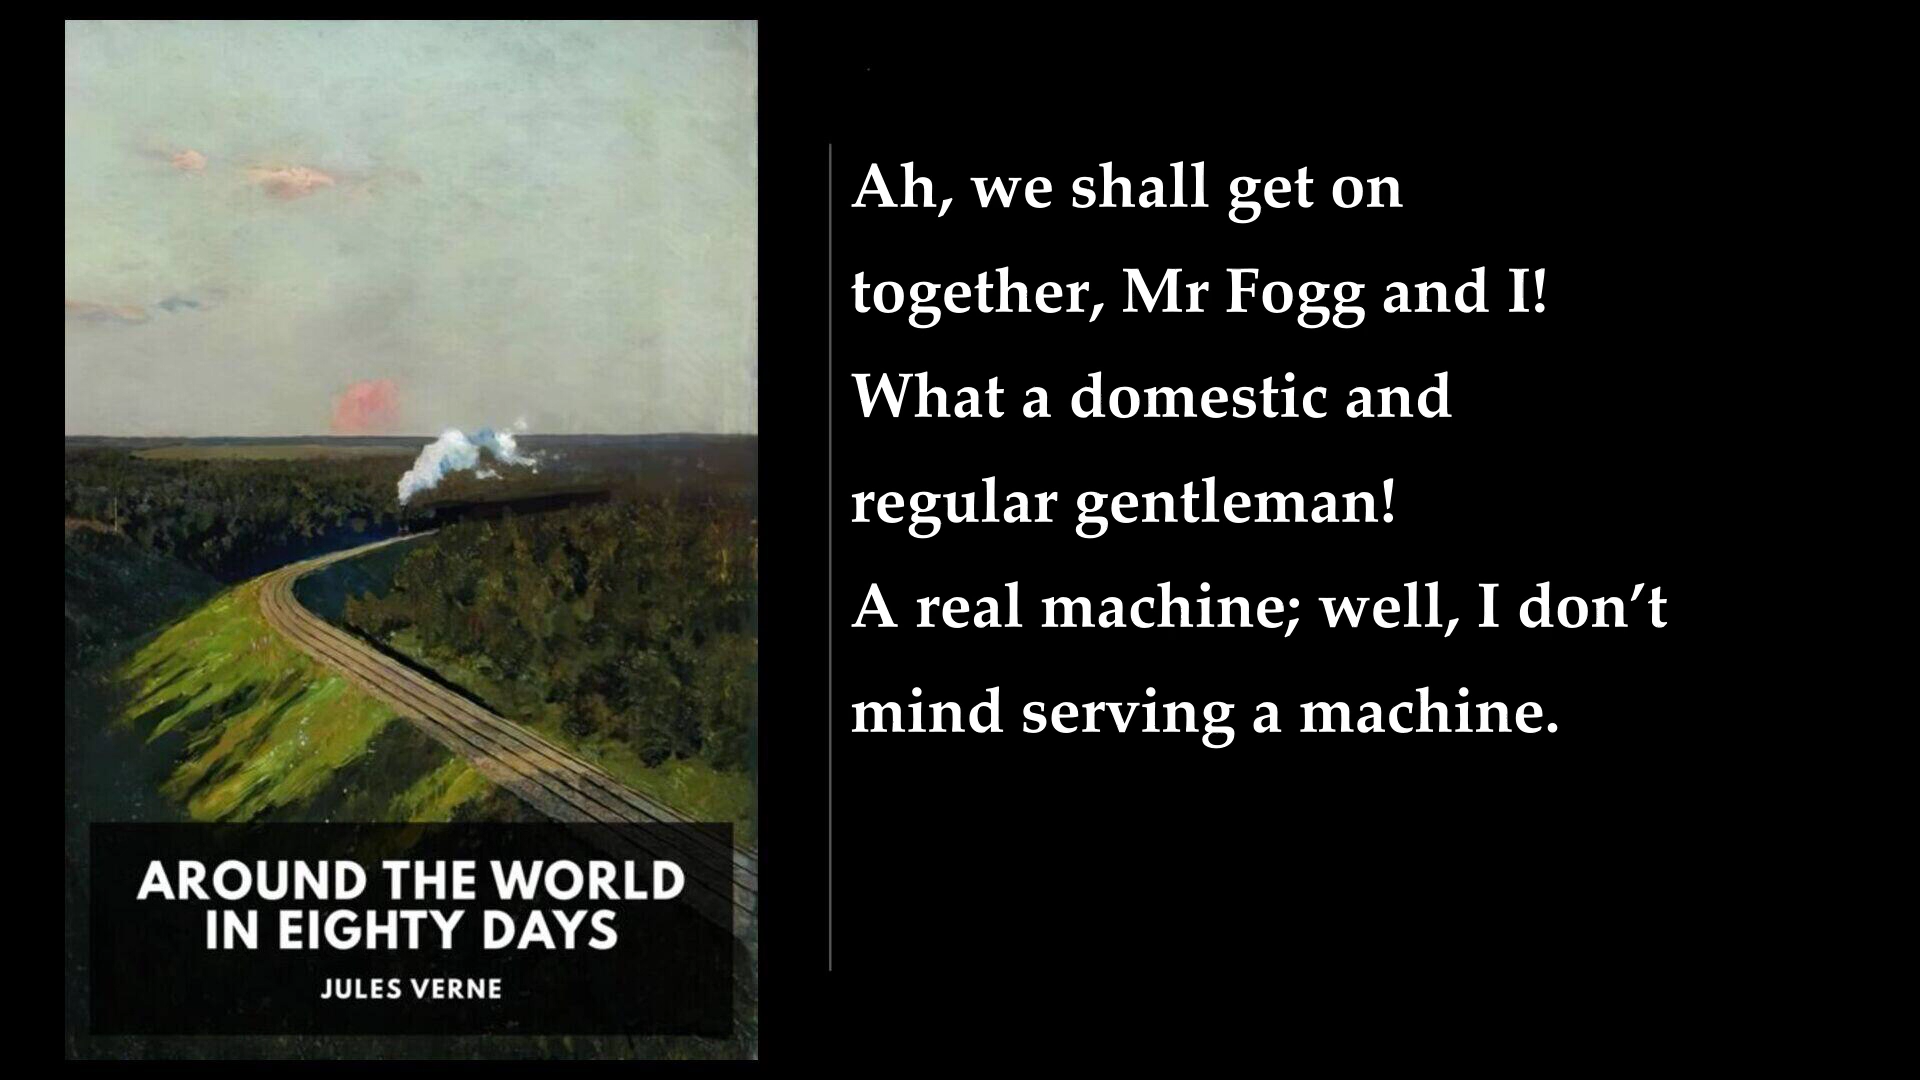 AROUND THE WORLD
IN EIGHTY DAYS
JULES VERNE
Ah, we shall get on
together, Mr Fogg and I!
What a domestic and
regular gentleman!
A real machine; well, I don’t
mind serving a machine.